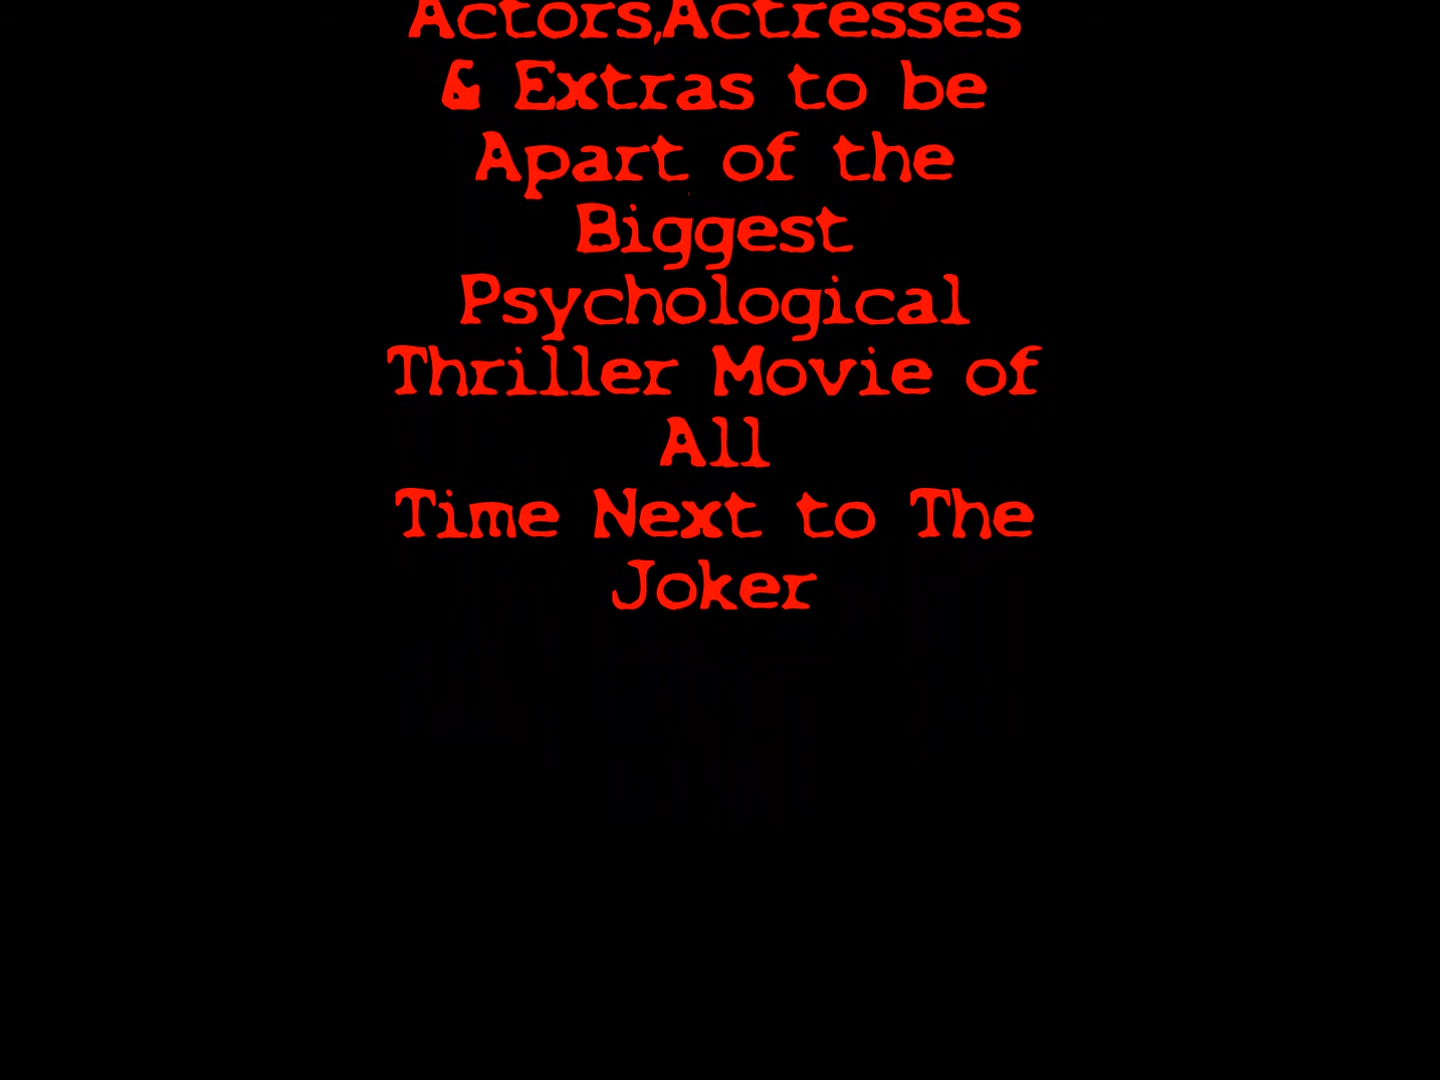 Actors,Actresses
& Extras to be
Apart of the
Biggest
Psychological
Thriller Movie of
All
Time Next to The
Joker